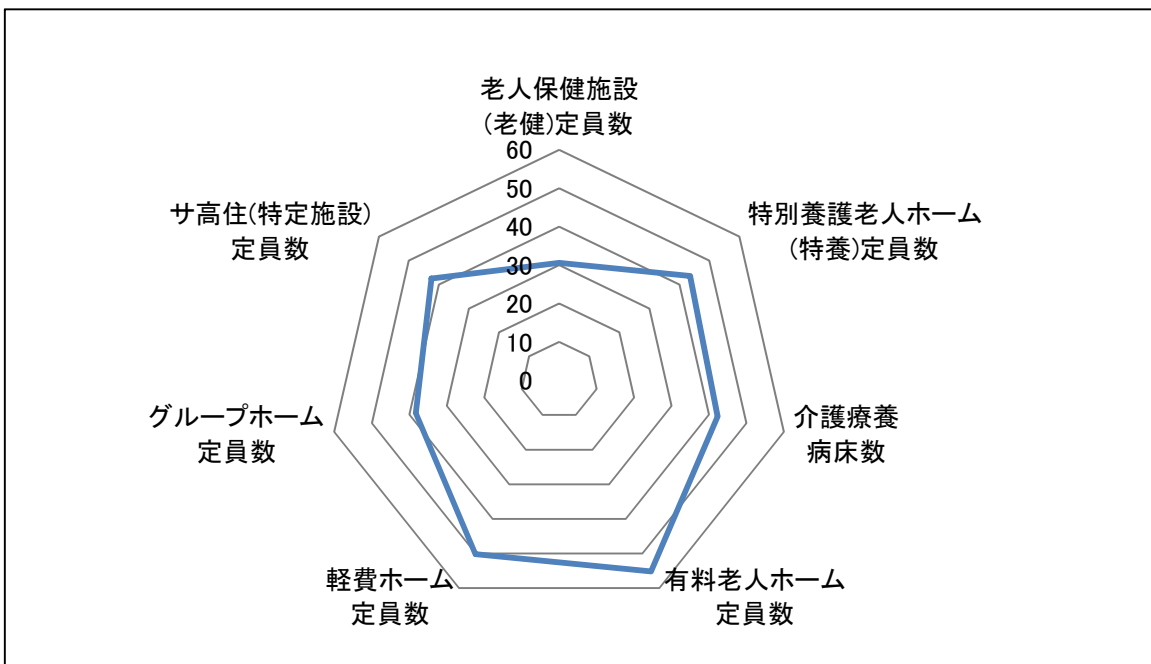 老人保健施設
(老健)定員数
60
50
40
30
20
10
0
特別養護老人ホーム
(特養)定員数
介護療養
病床数
有料老人ホーム
定員数
軽費ホーム
定員数
グループホーム
定員数
サ高住(特定施設)
定員数